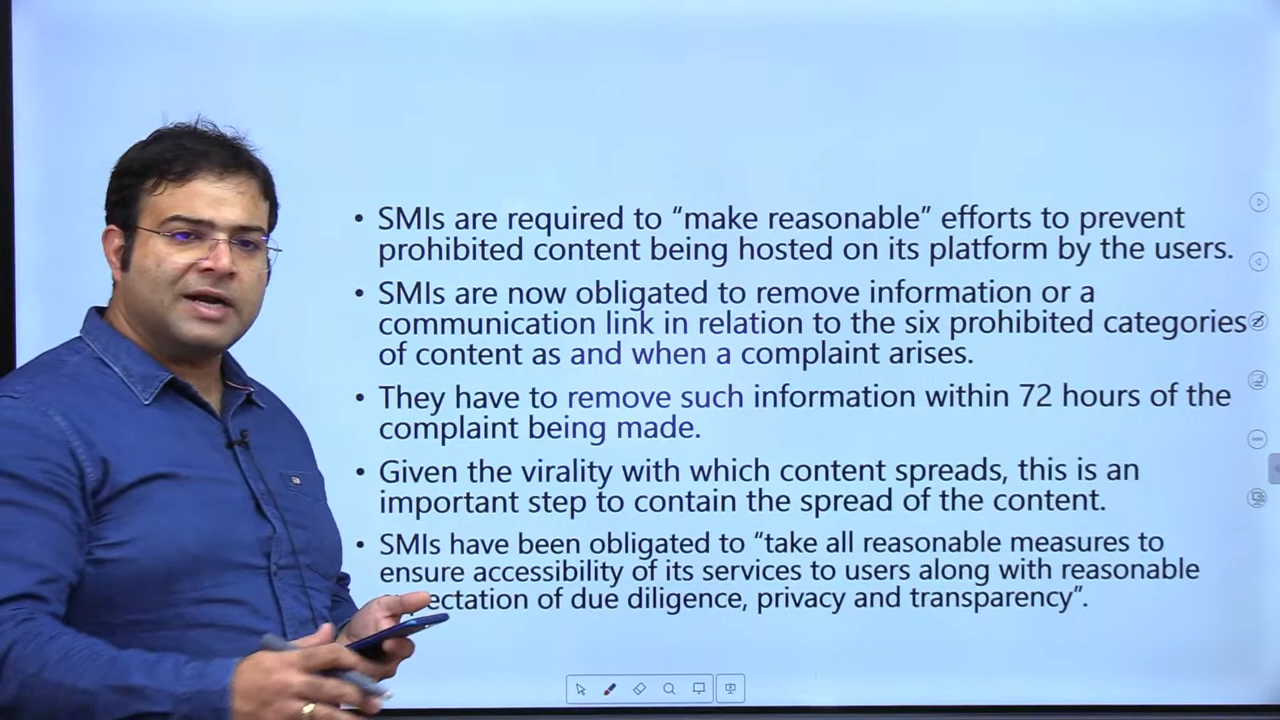 • SMIs are required to “make reasonable” efforts to prevent
prohibited content being hosted on its platform by the users.
• SMIs are now obligated to remove information or a
communication link in relation to the six prohibited categories
of content as and when a complaint arises.
• They have to remove such information within 72 hours of the
complaint being made.
• Given the virality with which content spreads, this is an
important step to contain the spread of the content.
• SMIs have been obligated to “take all reasonable measures to
ensure accessibility of its services to users along with reasonable
of due diligence, privacy and transparency”.